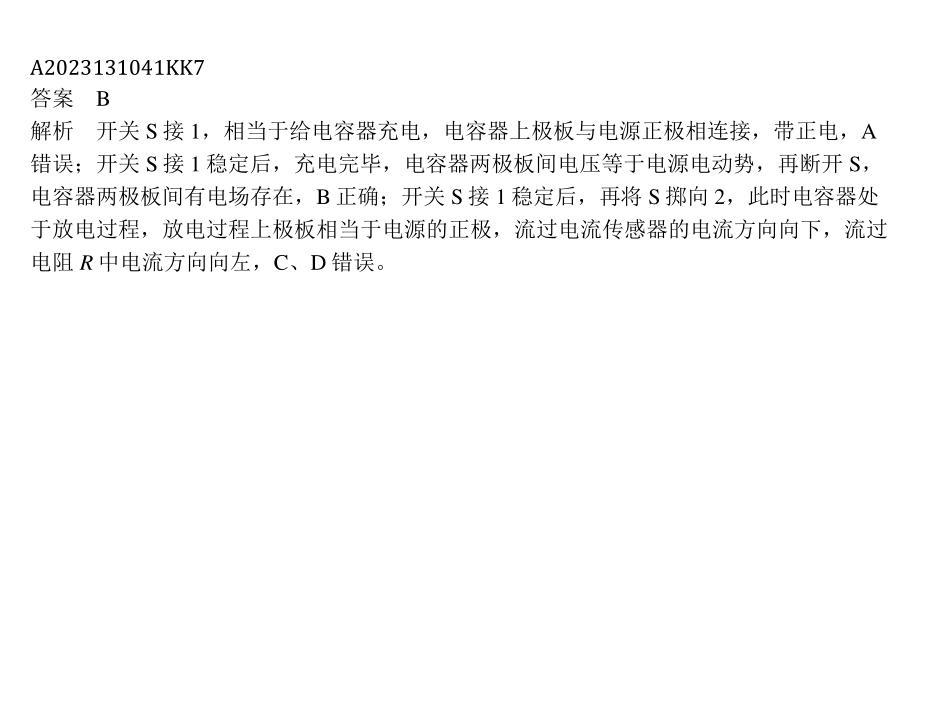 A2023131041KK7
答案　B
解析　开关 S 接 1，相当于给电容器充电，电容器上极板与电源正极相连接，带正电，A
错误；开关 S 接 1 稳定后，充电完毕，电容器两极板间电压等于电源电动势，再断开 S，
电容器两极板间有电场存在，B 正确；开关 S 接 1 稳定后，再将 S 掷向 2，此时电容器处
于放电过程，放电过程上极板相当于电源的正极，流过电流传感器的电流方向向下，流过
电阻 R 中电流方向向左，C、D 错误。